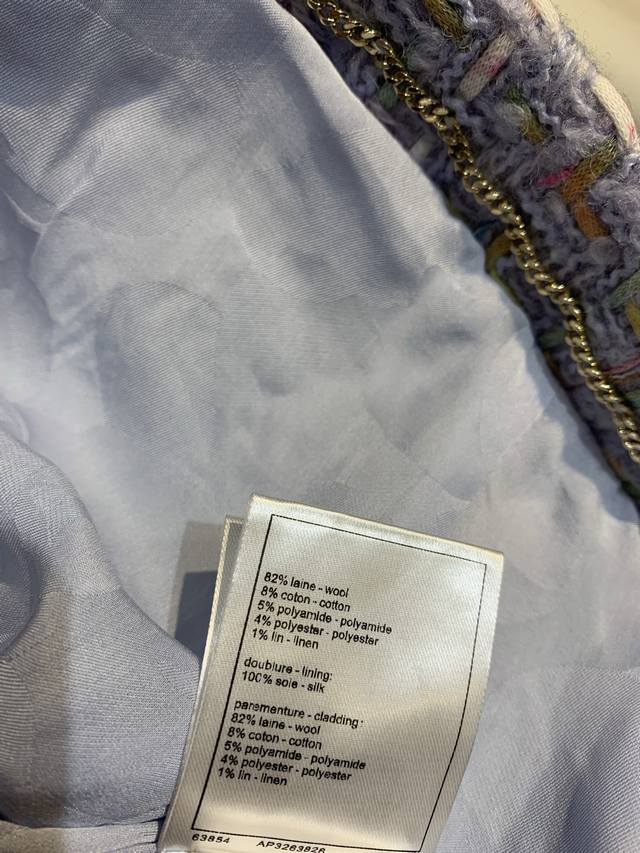 82% laine - wool
8% coton - cotton
5% polyamide - polyamide
4% polyester - polyester
1% lin - linen
doublure - lining:
100% soie - silk
parementure - cladding:
82% laine - wool
8% coton - cotton
5% polyamide - polyamide
4% polyester - polyester
1% lin - linen
63854 AP3263826